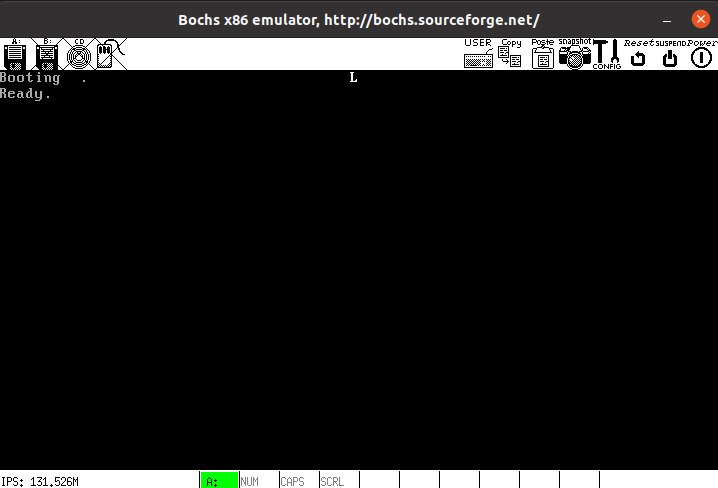 Bochs x86 emulator, http://bochs.sourceforge.net/
A: B: CD USER Copy Paste snapshot CONFIG Reset SUSPEND Power
Booting . L
Ready.
IPS: 131.526M A: NUM CAPS SCRL